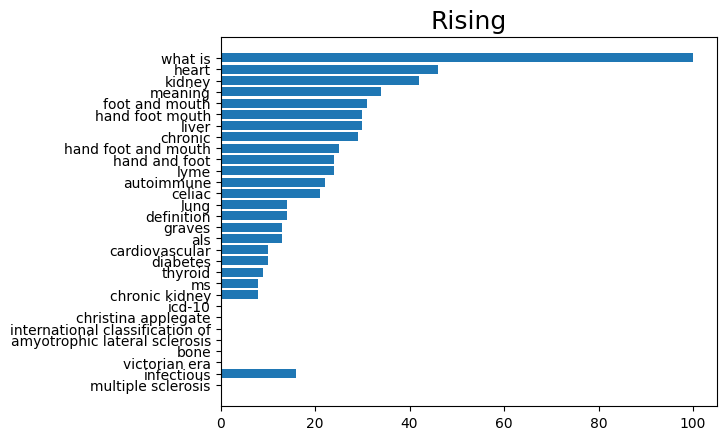 Rising
what is
heart
kidney
meaning
foot and mouth
hand foot mouth
liver
chronic
hand foot and mouth
hand and foot
lyme
autoimmune
celiac
lung
definition
graves
als
cardiovascular
diabetes
thyroid
ms
chronic kidney
icd-10
christina applegate
international classification of
amyotrophic lateral sclerosis
bone
victorian era
infectious
multiple sclerosis
0 20 40 60 80 100